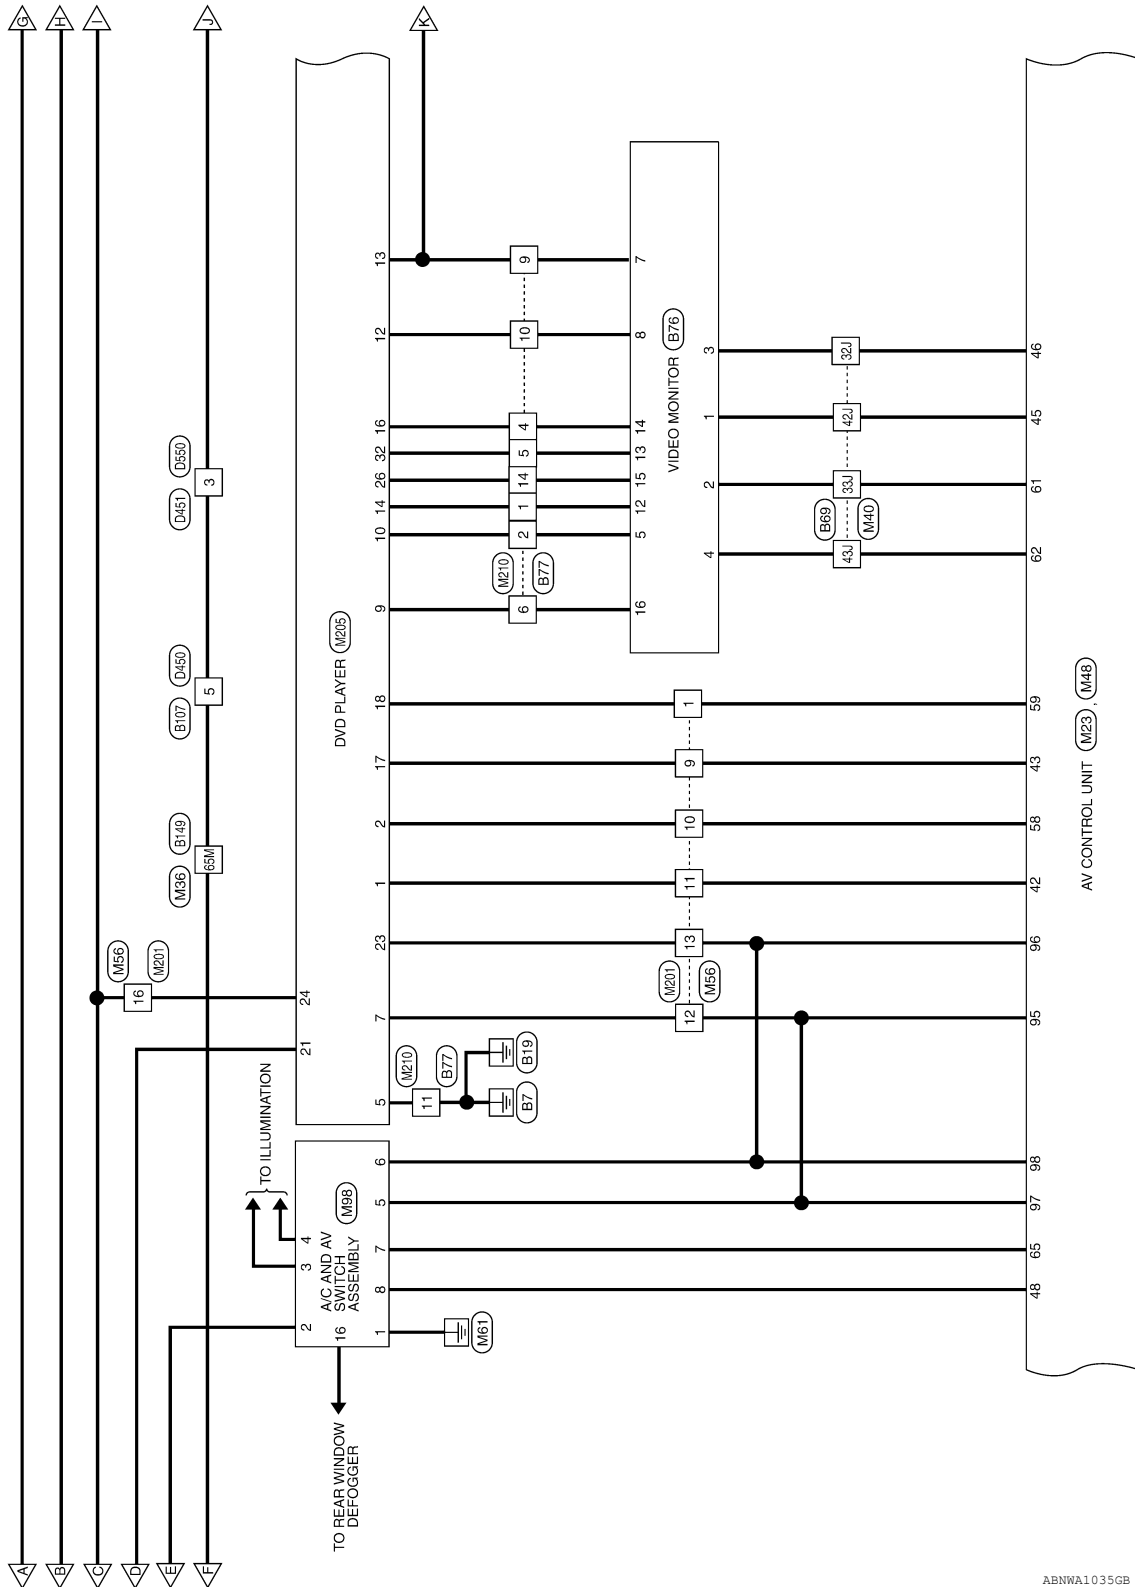 A
B
C
D
E
F
G
H
I
J
K
M36
B149
65M
B107
D450
5
D451
D550
3
M56
M201
16
TO ILLUMINATION
TO REAR WINDOW
DEFOGGER
2
3
4
16
A/C AND AV
SWITCH
ASSEMBLY
M98
1
8
7
5
6
M61
21
24
DVD PLAYER
M205
5
7
23
1
2
17
18
9
10
14
26
32
16
12
13
M210
11
B77
B7
B19
M210
B77
6
2
1
14
5
4
10
9
16
5
12
15
13
14
8
7
VIDEO MONITOR
B76
4
2
1
3
M201
M56
12
13
11
10
9
1
B69
M40
43J
33J
42J
32J
48
65
97
98
95
96
42
58
43
59
62
61
45
46
AV CONTROL UNIT
M23
,
M48
ABNWA1035GB